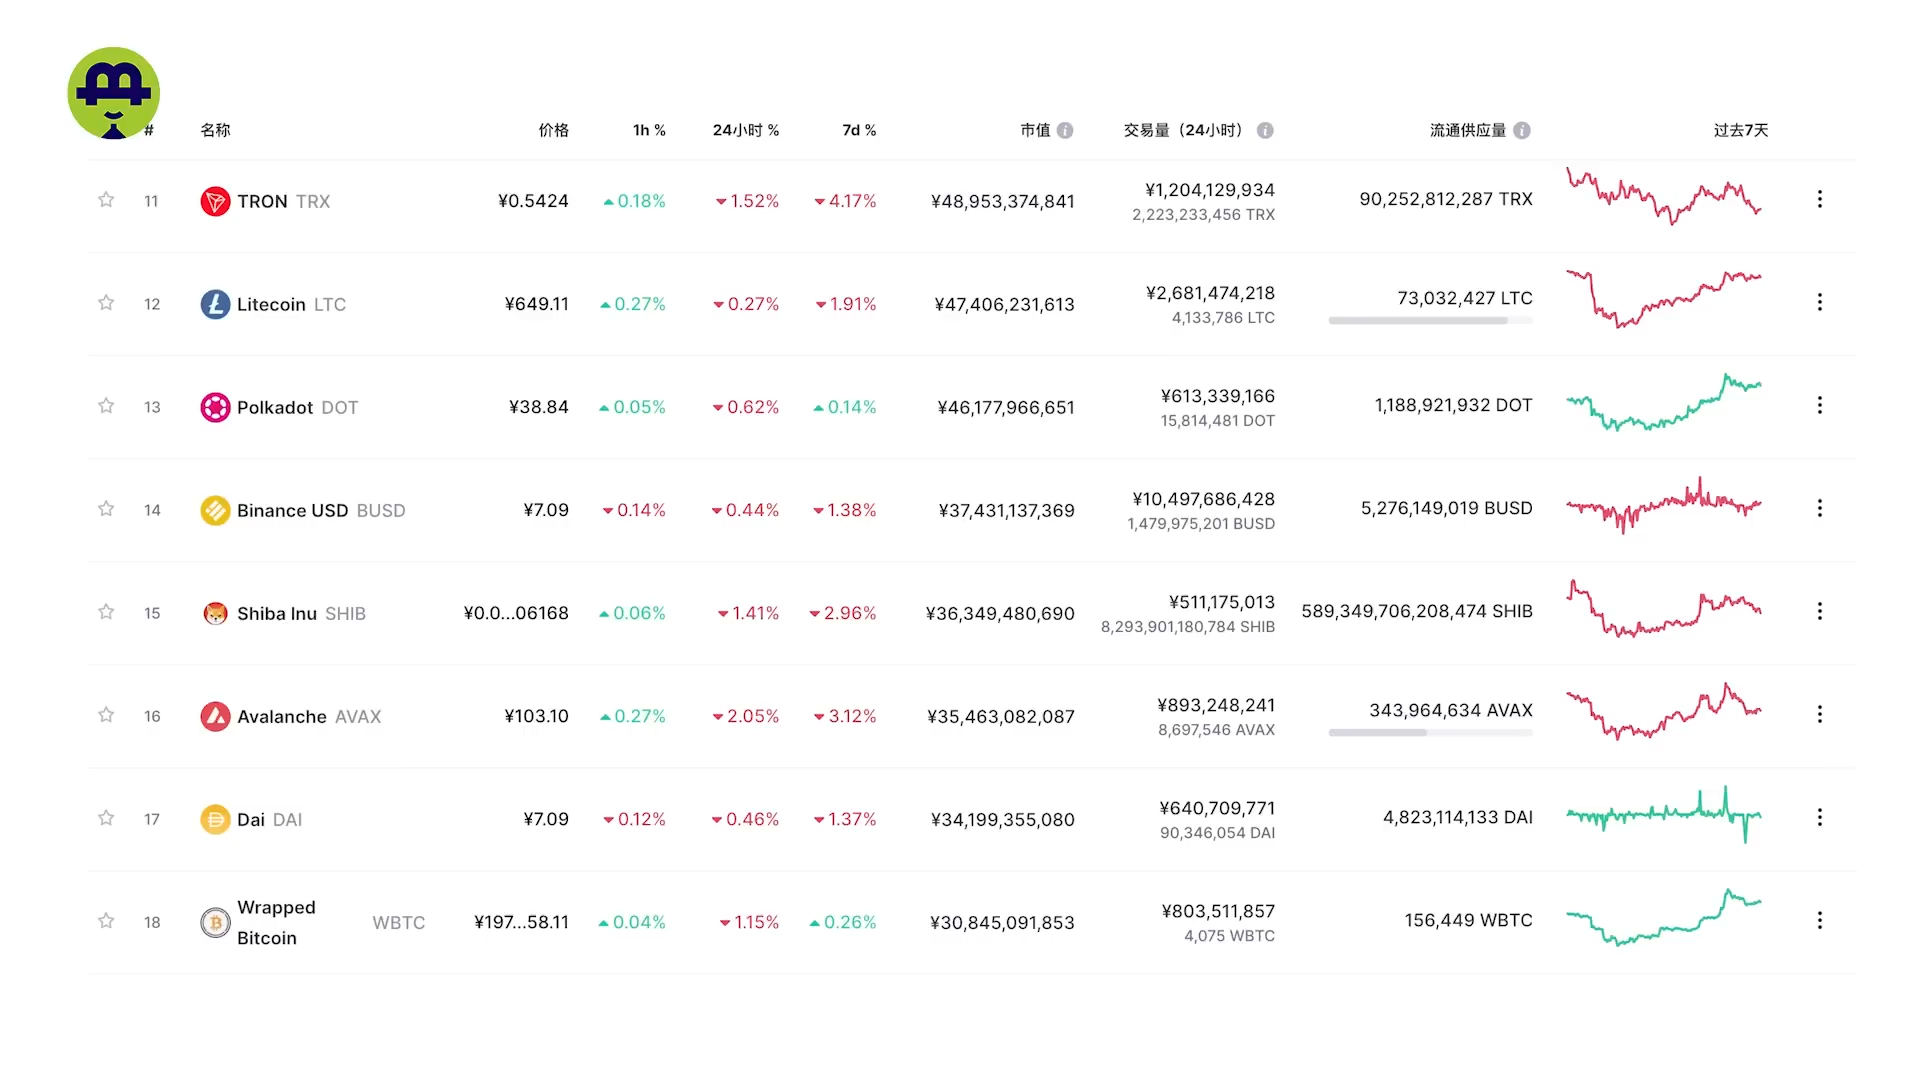 # 名称 价格 1h % 24小时 % 7d % 市值 交易量（24小时） 流通供应量 过去7天
11 TRON TRX ¥0.5424 0.18% 1.52% 4.17% ¥48,953,374,841 ¥1,204,129,934 90,252,812,287 TRX
2,223,233,456 TRX
12 Litecoin LTC ¥649.11 0.27% 0.27% 1.91% ¥47,406,231,613 ¥2,681,474,218 73,032,427 LTC
4,133,786 LTC
13 Polkadot DOT ¥38.84 0.05% 0.62% 0.14% ¥46,177,966,651 ¥613,339,166 1,188,921,932 DOT
15,814,481 DOT
14 Binance USD BUSD ¥7.09 0.14% 0.44% 1.38% ¥37,431,137,369 ¥10,497,686,428 5,276,149,019 BUSD
1,479,975,201 BUSD
15 Shiba Inu SHIB ¥0.0...06168 0.06% 1.41% 2.96% ¥36,349,480,690 ¥511,175,013 589,349,706,208,474 SHIB
8,293,901,180,784 SHIB
16 Avalanche AVAX ¥103.10 0.27% 2.05% 3.12% ¥35,463,082,087 ¥893,248,241 343,964,634 AVAX
8,697,546 AVAX
17 Dai DAI ¥7.09 0.12% 0.46% 1.37% ¥34,199,355,080 ¥640,709,771 4,823,114,133 DAI
90,346,054 DAI
18 Wrapped Bitcoin WBTC ¥197...58.11 0.04% 1.15% 0.26% ¥30,845,091,853 ¥803,511,857 156,449 WBTC
4,075 WBTC